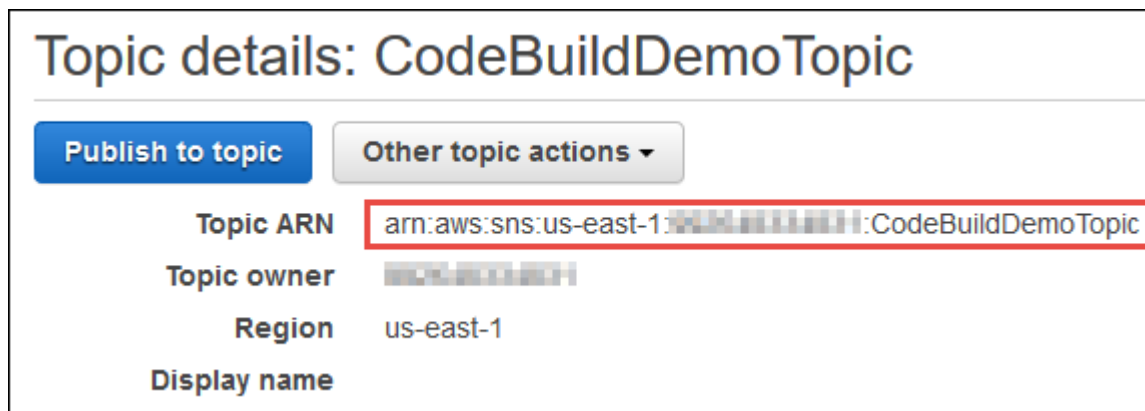 Topic details: CodeBuildDemoTopic
Publish to topic
Other topic actions
Topic ARN arn:aws:sns:us-east-1: :CodeBuildDemoTopic
Topic owner
Region us-east-1
Display name